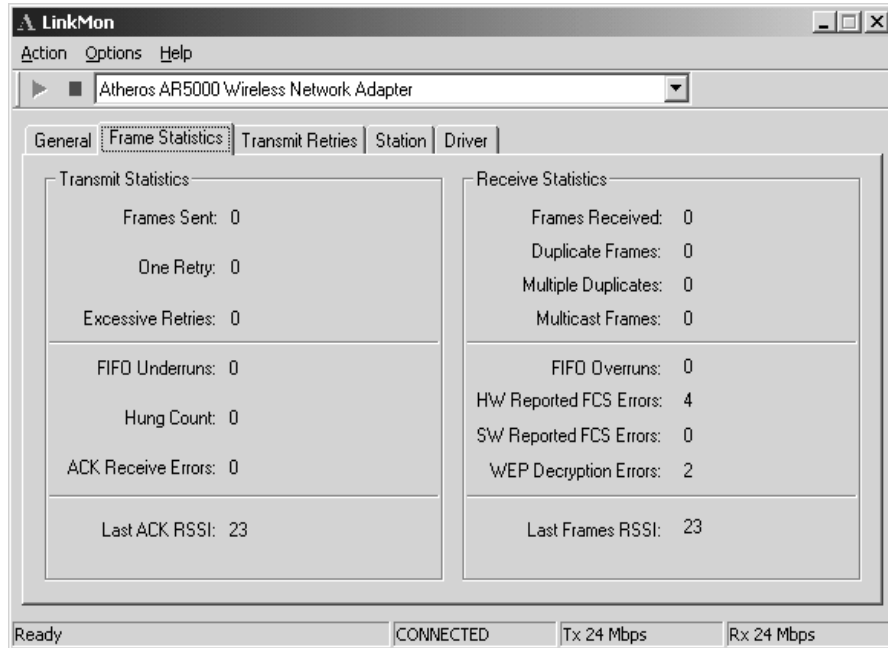 LinkMon
Action Options Help
Atheros AR5000 Wireless Network Adapter
General Frame Statistics Transmit Retries Station Driver
Transmit Statistics
Frames Sent: 0
One Retry: 0
Excessive Retries: 0
FIFO Underruns: 0
Hung Count: 0
ACK Receive Errors: 0
Last ACK RSSI: 23
Receive Statistics
Frames Received: 0
Duplicate Frames: 0
Multiple Duplicates: 0
Multicast Frames: 0
FIFO Overruns: 0
HW Reported FCS Errors: 4
SW Reported FCS Errors: 0
WEP Decryption Errors: 2
Last Frames RSSI: 23
Ready CONNECTED Tx 24 Mbps Rx 24 Mbps